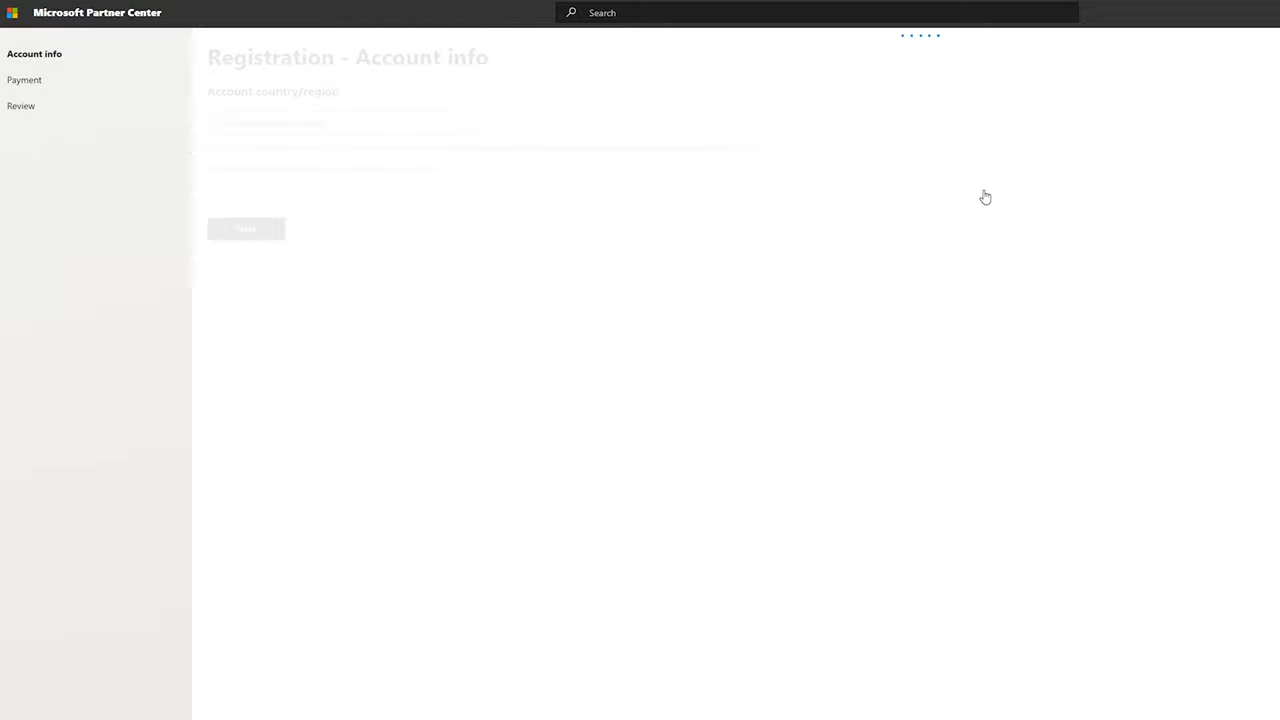 Microsoft Partner Center
Search
Account info
Payment
Review
Registration - Account info
Account country/region